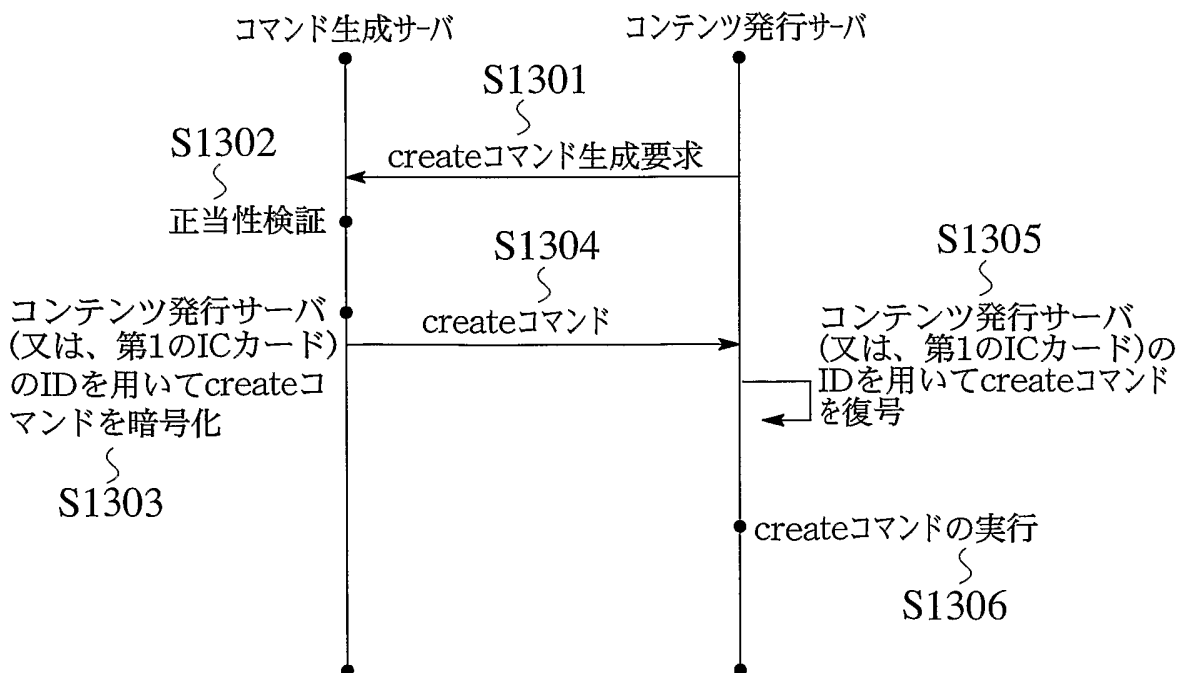 コマンド生成サーバ
コンテンツ発行サーバ
S1301
createコマンド生成要求
S1302
正当性検証
S1304
createコマンド
S1305
コンテンツ発行サーバ
(又は、第1のICカード)の
IDを用いてcreateコマンド
を復号
コンテンツ発行サーバ
(又は、第1のICカード)
のIDを用いてcreateコ
マンドを暗号化
S1303
createコマンドの実行
S1306